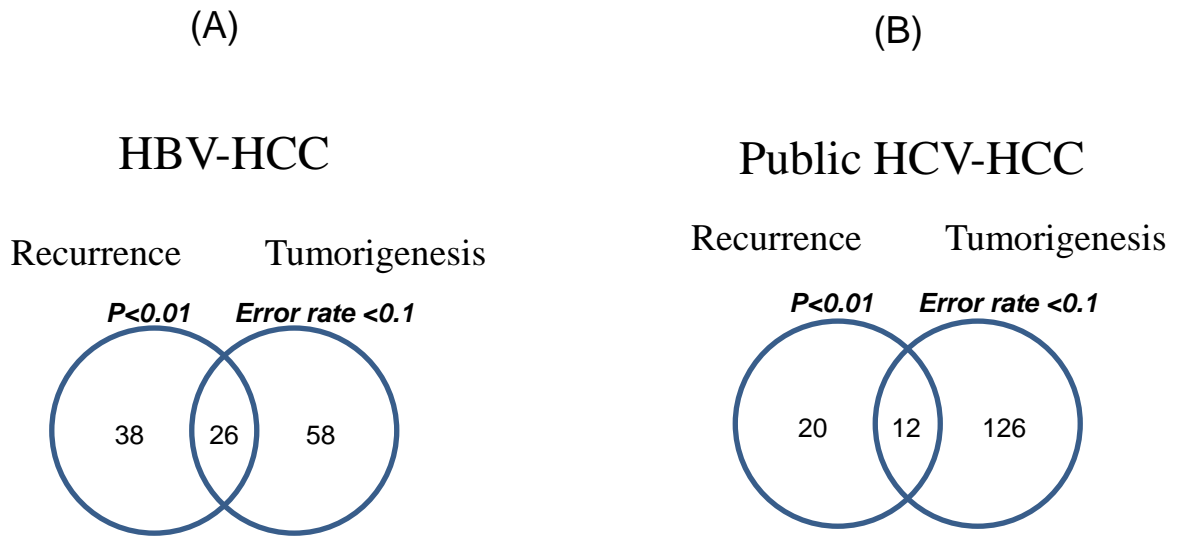 (A)
HBV-HCC
Recurrence Tumorigenesis
P<0.01 Error rate <0.1
38 26 58
(B)
Public HCV-HCC
Recurrence Tumorigenesis
P<0.01 Error rate <0.1
20 12 126